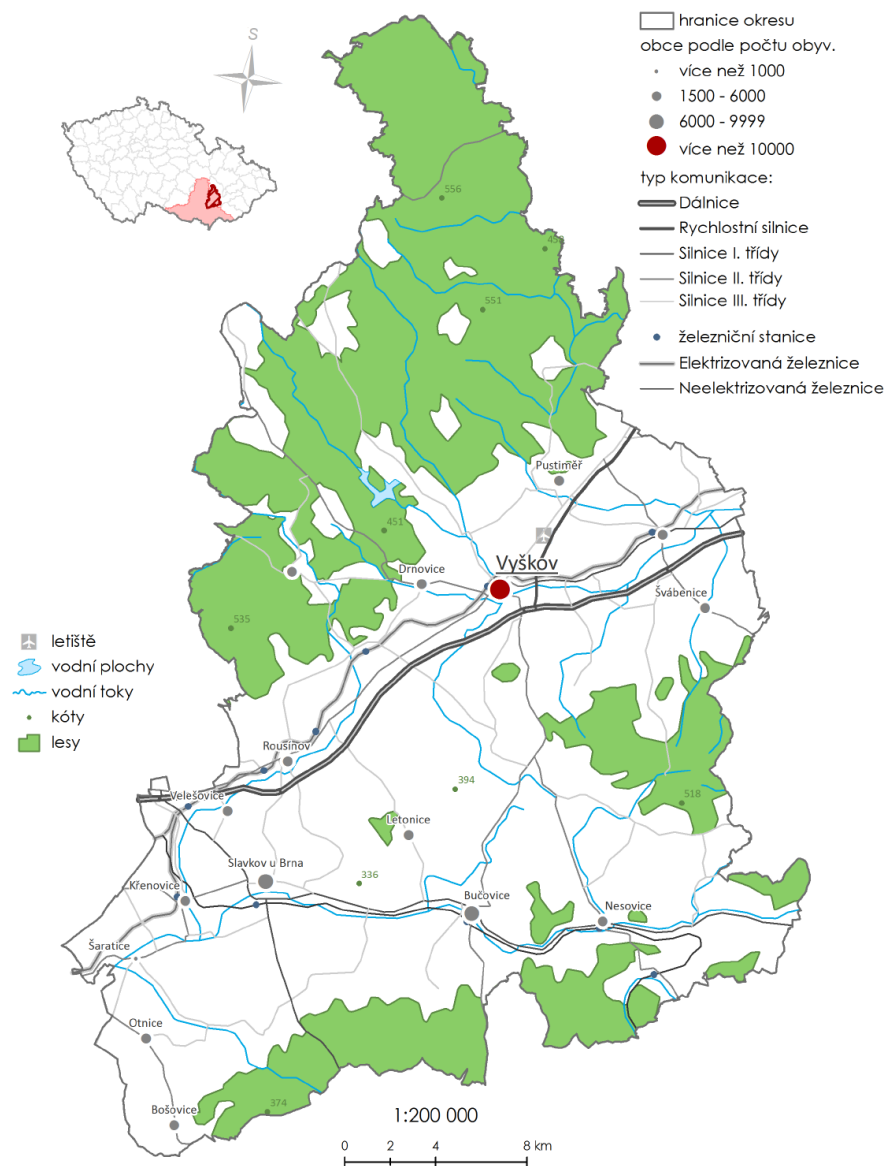 S
hranice okresu
obce podle počtu obyv.
více než 1000
1500 - 6000
6000 - 9999
více než 10000
typ komunikace:
Dálnice
Rychlostní silnice
Silnice I. třídy
Silnice II. třídy
Silnice III. třídy
železniční stanice
Elektrizovaná železnice
Neelektrizovaná železnice
556
551
Pustiměř
451
Vyškov
Drnovice
Švábenice
535
letiště
vodní plochy
vodní toky
kóty
lesy
Rousínov
394
Velešovice
518
Letonice
Slavkov u Brna
336
Křenovice
Bučovice
Nesovice
Šaratice
Otnice
Bošovice
374
1:200 000
0 2 4 8 km